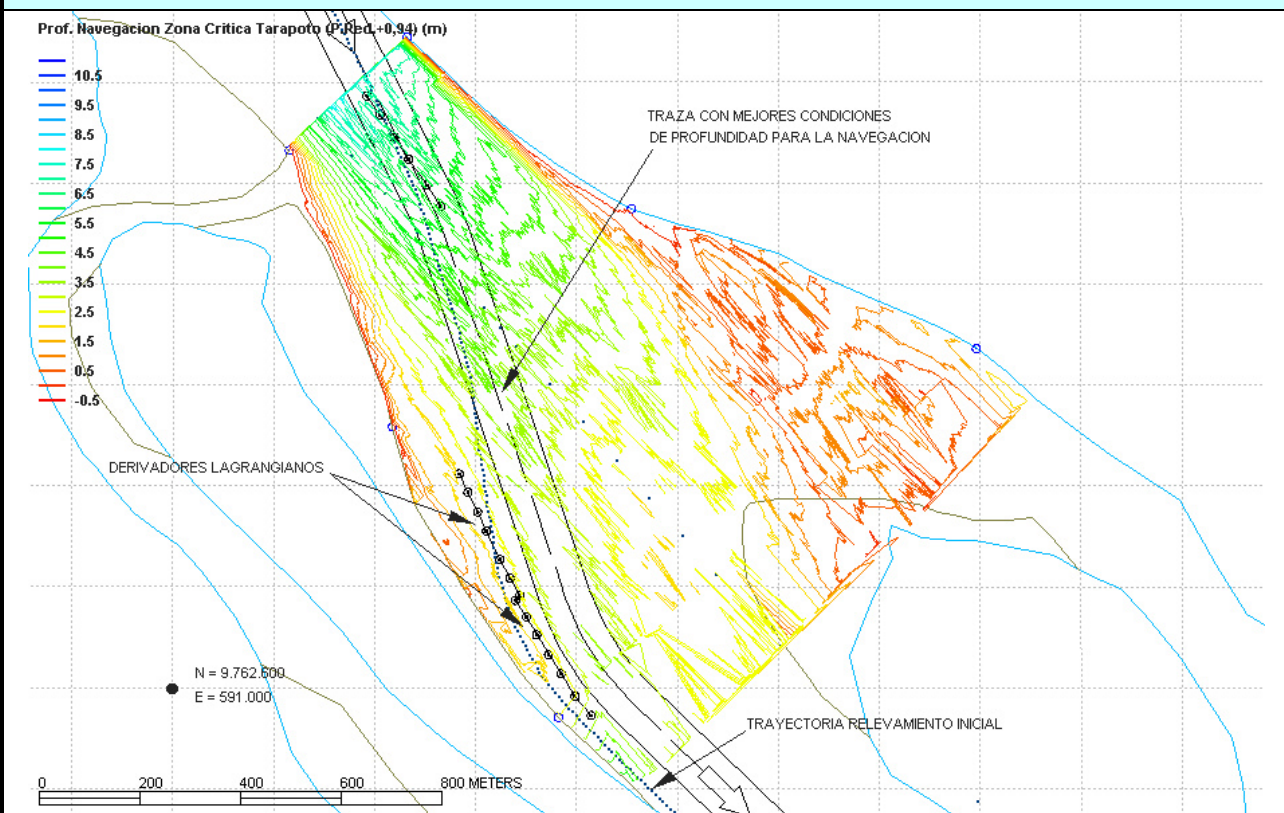 Prof. Navegacion Zona Critica Tarapoto (P.Red.+0,94) (m)
10.5
9.5
8.5
7.5
6.5
5.5
4.5
3.5
2.5
1.5
0.5
-0.5
TRAZA CON MEJORES CONDICIONES
DE PROFUNDIDAD PARA LA NAVEGACION
DERIVADORES LAGRANGIANOS
N = 9.762.600
E = 591.000
TRAYECTORIA RELEVAMIENTO INICIAL
0 200 400 600 800 METERS